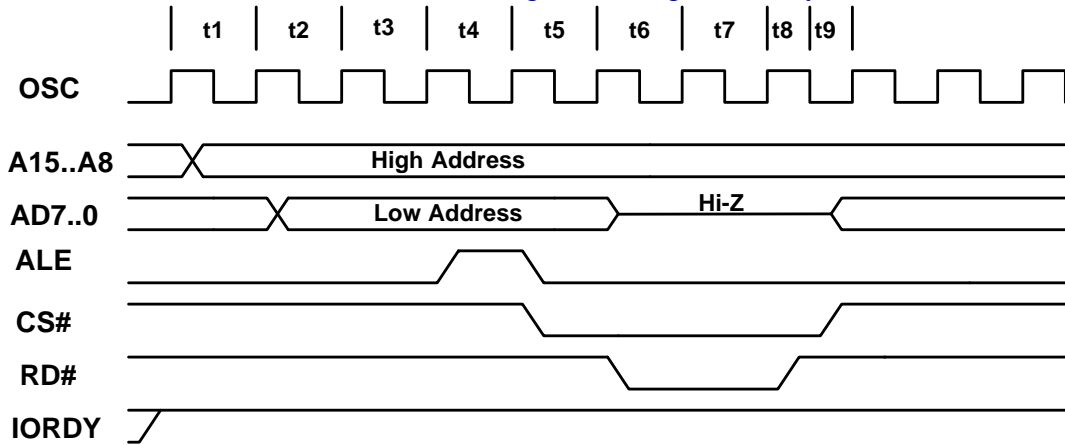 t1 t2 t3 t4 t5 t6 t7 t8 t9
OSC
A15..A8 High Address
AD7..0 Low Address Hi-Z
ALE
CS#
RD#
IORDY